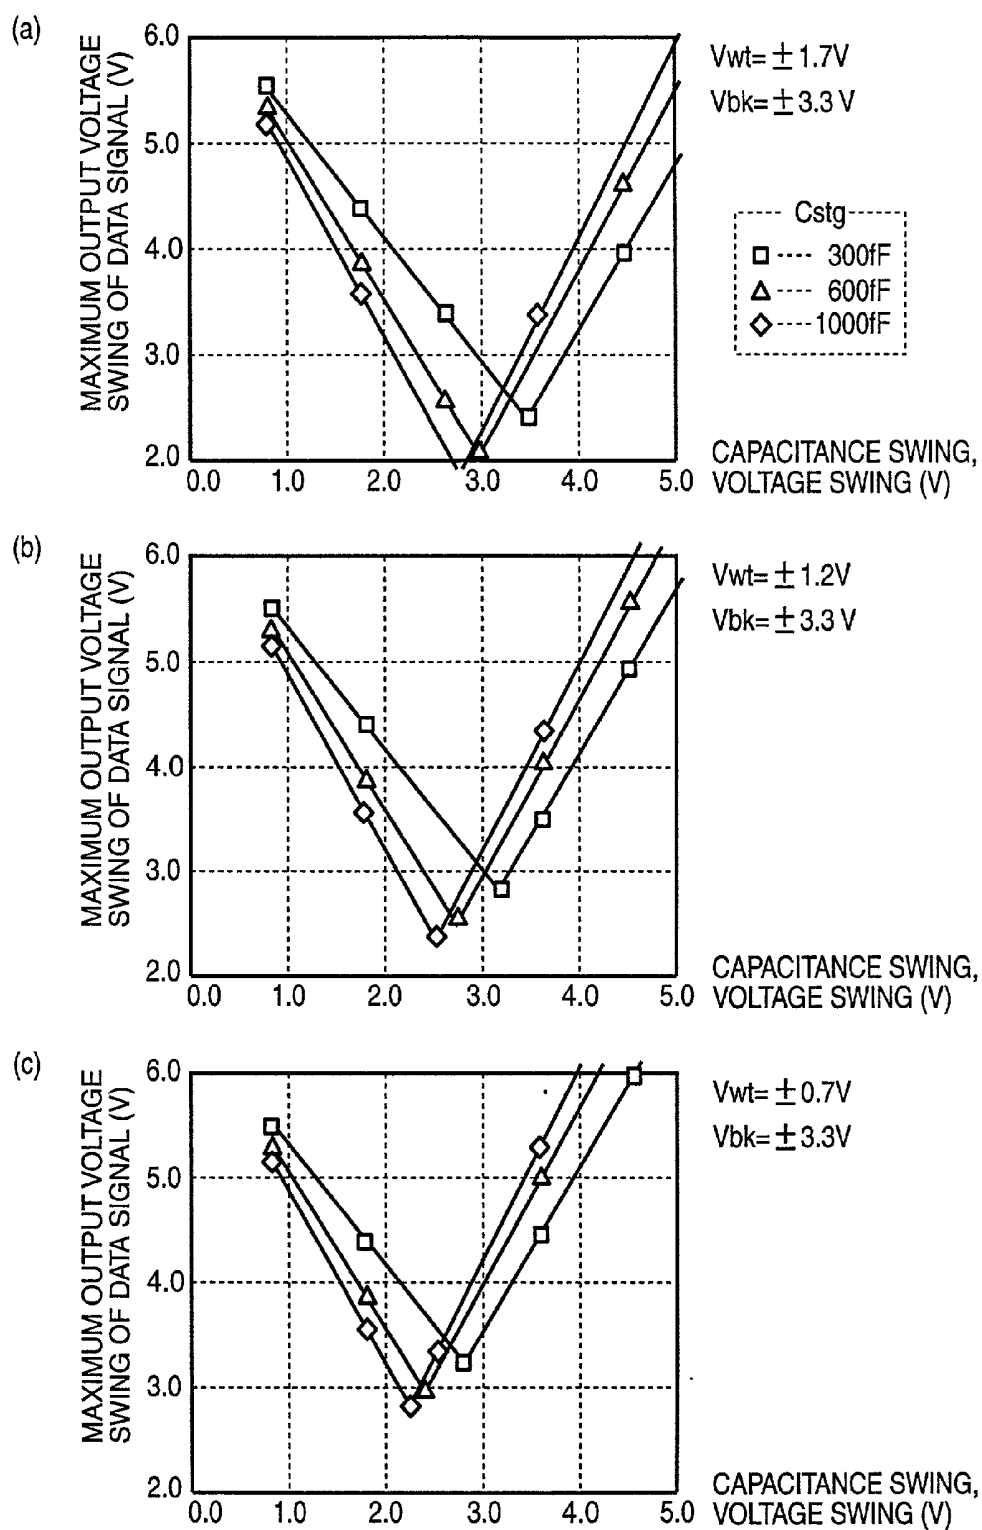 (a)
MAXIMUM OUTPUT VOLTAGE
SWING OF DATA SIGNAL (V)
6.0
5.0
4.0
3.0
2.0
0.0 1.0 2.0 3.0 4.0 5.0
CAPACITANCE SWING,
VOLTAGE SWING (V)
Vwt= ±1.7V
Vbk= ±3.3 V
Cstg
300fF
600fF
1000fF
(b)
MAXIMUM OUTPUT VOLTAGE
SWING OF DATA SIGNAL (V)
6.0
5.0
4.0
3.0
2.0
0.0 1.0 2.0 3.0 4.0 5.0
CAPACITANCE SWING,
VOLTAGE SWING (V)
Vwt= ±1.2V
Vbk= ±3.3 V
(c)
MAXIMUM OUTPUT VOLTAGE
SWING OF DATA SIGNAL (V)
6.0
5.0
4.0
3.0
2.0
0.0 1.0 2.0 3.0 4.0 5.0
CAPACITANCE SWING,
VOLTAGE SWING (V)
Vwt= ±0.7V
Vbk= ±3.3V